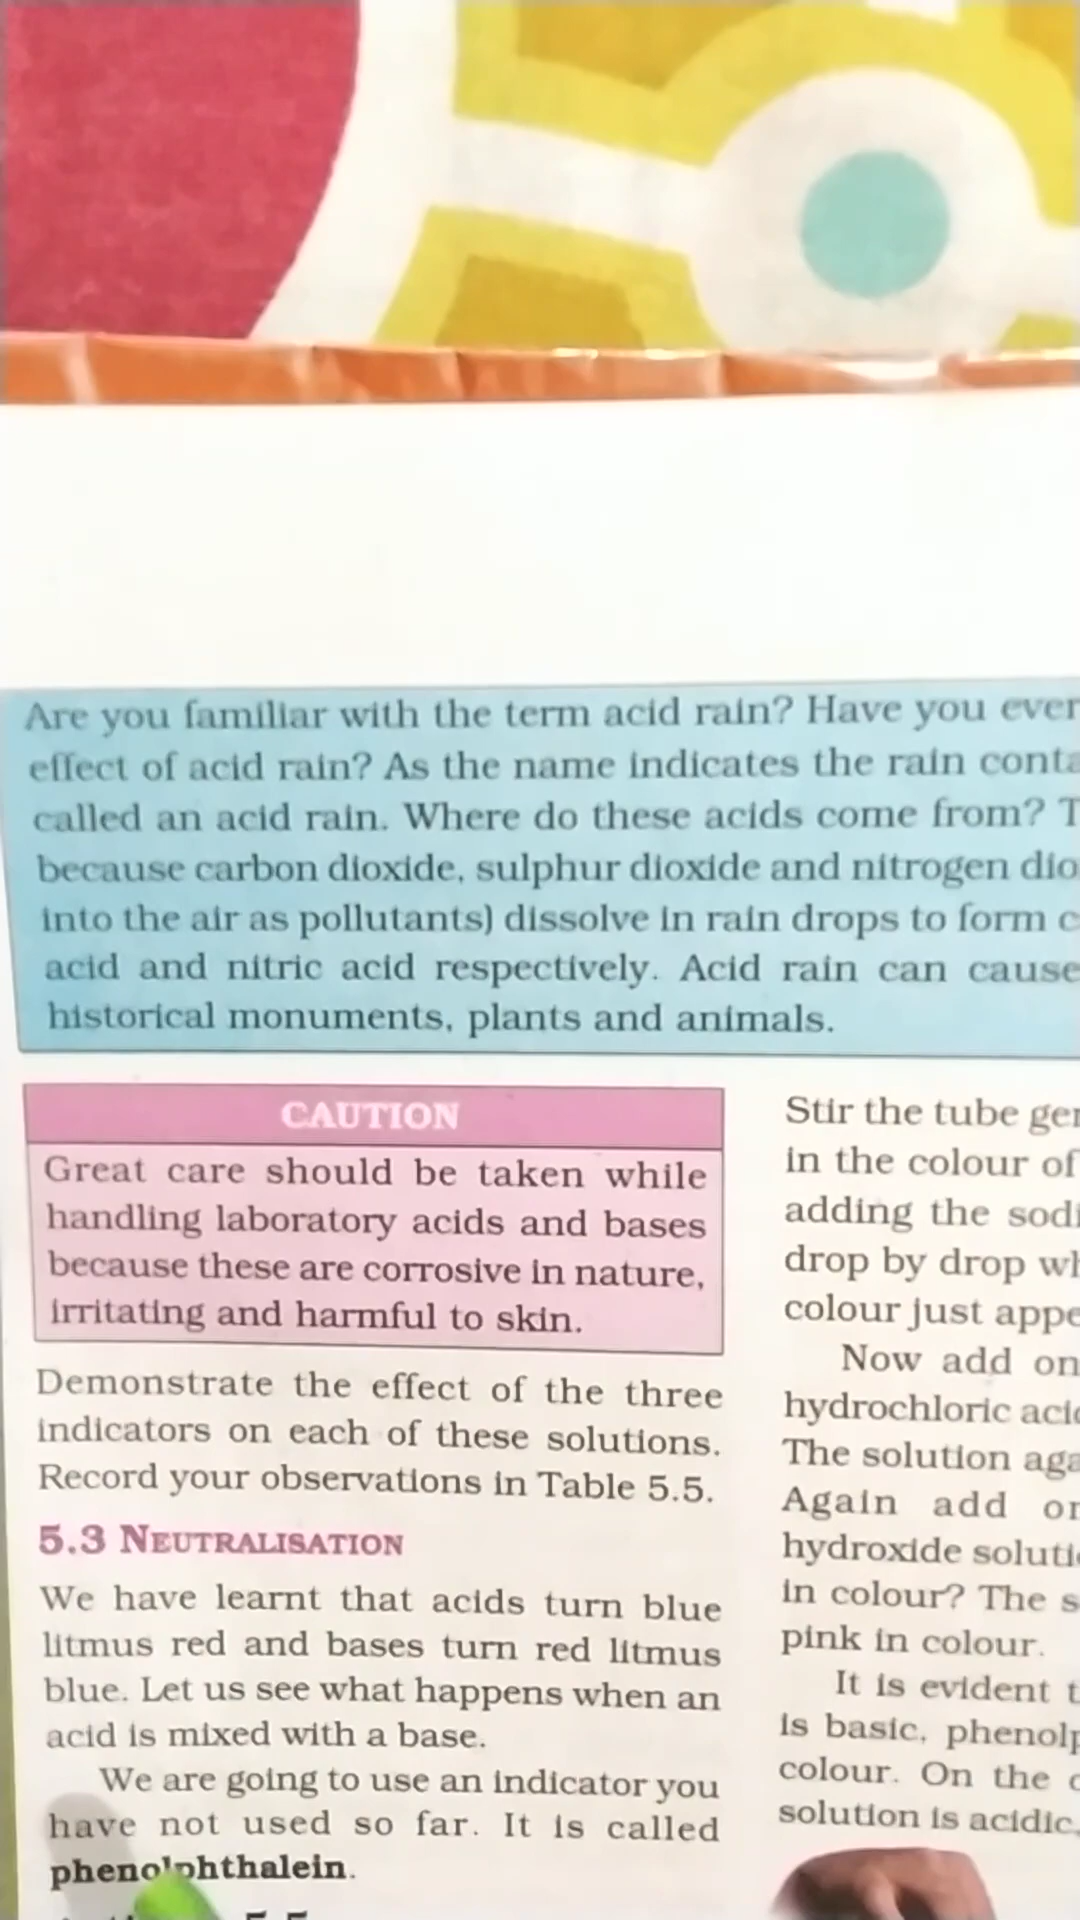 Are you familiar with the term acid rain? Have you ever
effect of acid rain? As the name indicates the rain
called an acid rain. Where do these acids come from?
because carbon dioxide, sulphur dioxide and nitrogen
into the air as pollutants) dissolve in rain drops to form
acid and nitric acid respectively. Acid rain can cause
historical monuments, plants and animals.
CAUTION
Great care should be taken while
handling laboratory acids and bases
because these are corrosive in nature,
irritating and harmful to skin.
Demonstrate the effect of the three
indicators on each of these solutions.
Record your observations in Table 5.5.
5.3 NEUTRALISATION
We have learnt that acids turn blue
litmus red and bases turn red litmus
blue. Let us see what happens when an
acid is mixed with a base.
We are going to use an indicator you
have not used so far. It is called
phenolphthalein.
Stir the tube
in the colour of
adding the
drop by drop
colour just
Now add
hydrochloric
The solution
Again add
hydroxide
in colour? The
pink in colour.
It is evident
is basic,
colour. On the
solution is acidic,